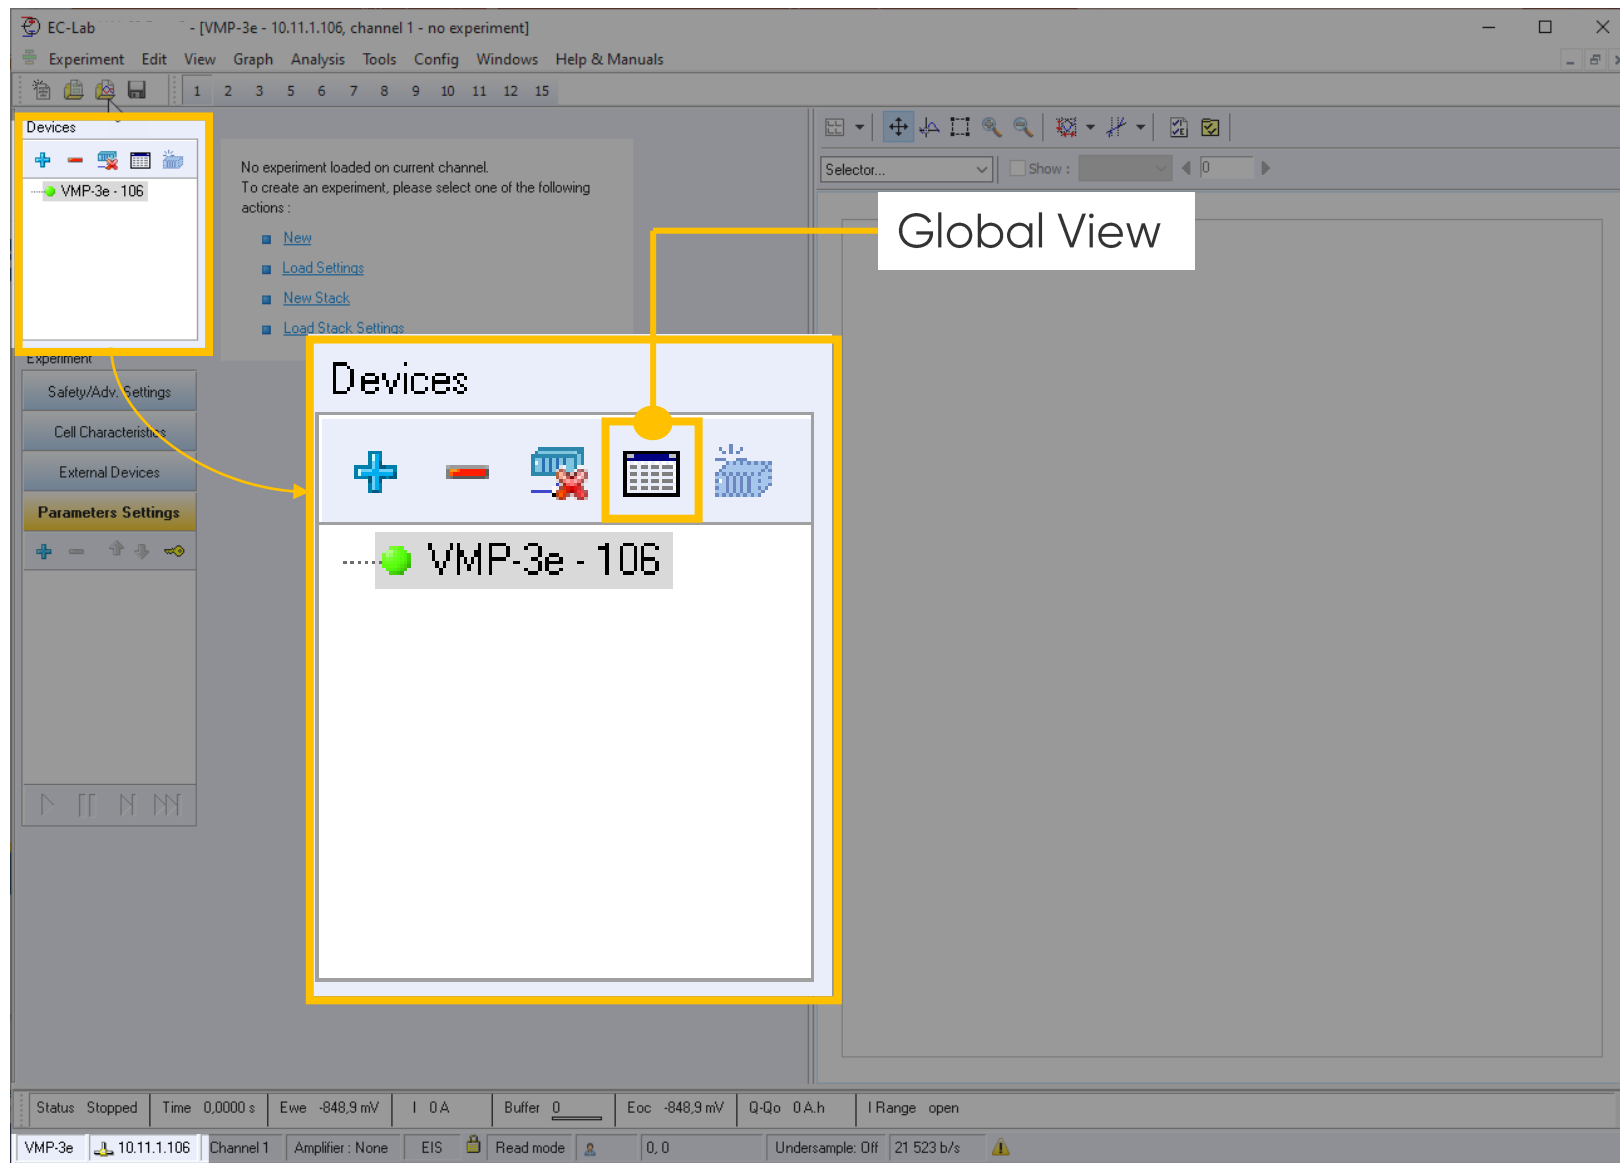 EC-Lab - [VMP-3e - 10.11.1.106, channel 1 - no experiment]
Experiment Edit View Graph Analysis Tools Config Windows Help & Manuals
1 2 3 5 6 7 8 9 10 11 12 15
Devices
VMP-3e - 106
No experiment loaded on current channel.
To create an experiment, please select one of the following
actions :
New
Load Settings
New Stack
Load Stack Settings
Selector... Show : 0
Global View
Devices
VMP-3e - 106
Experiment
Safety/Adv. Settings
Cell Characteristics
External Devices
Parameters Settings
Status Stopped Time 0,0000 s Ewe -848,9 mV I 0 A Buffer 0 Eoc -848,9 mV Q-Qo 0 A.h I Range open
VMP-3e 10.11.1.106 Channel 1 Amplifier : None EIS Read mode 0, 0 Undersample: Off 21 523 b/s